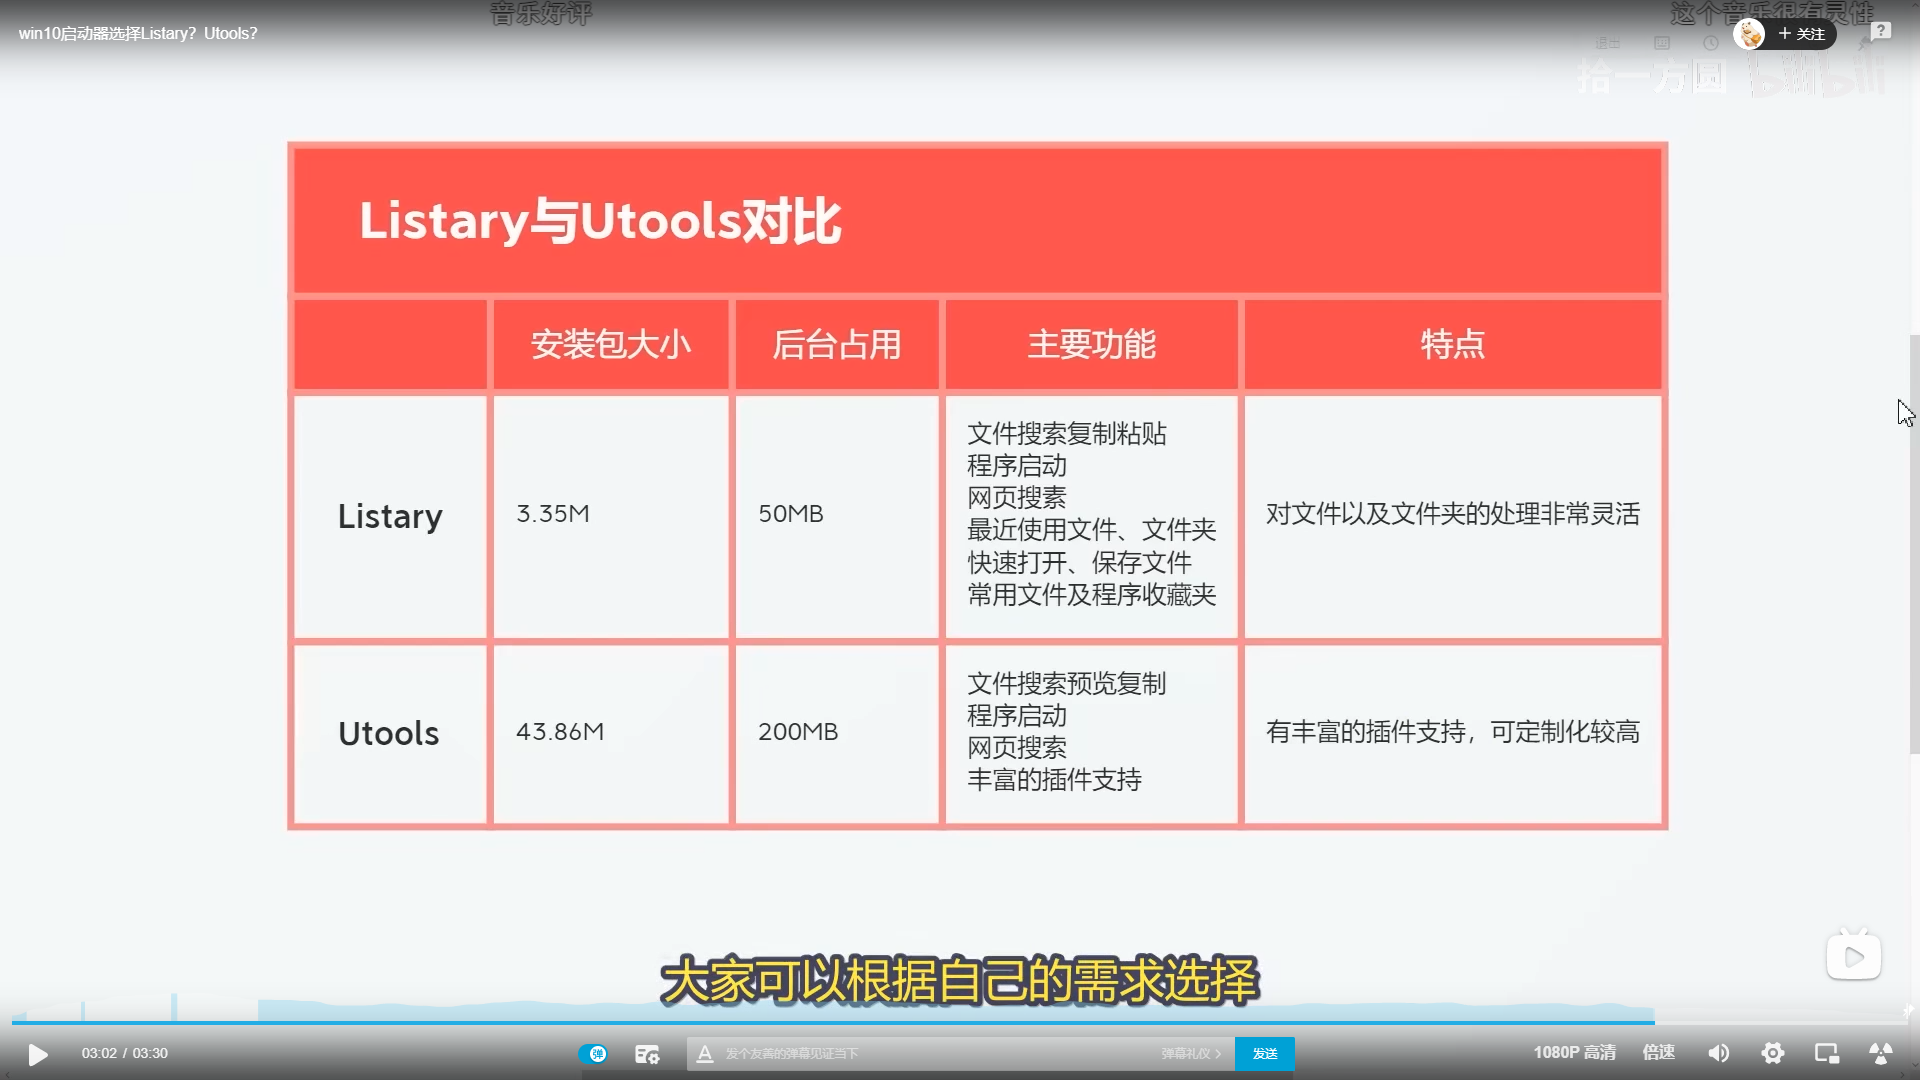 音乐好评
这个音乐很有灵性
win10启动器选择Listary？Utools？
+ 关注
退出
拾一方圆 bilibili
Listary与Utools对比
安装包大小 后台占用 主要功能 特点
Listary 3.35M 50MB
文件搜索复制粘贴
程序启动
网页搜素
最近使用文件、文件夹
快速打开、保存文件
常用文件及程序收藏夹
对文件以及文件夹的处理非常灵活
Utools 43.86M 200MB
文件搜索预览复制
程序启动
网页搜索
丰富的插件支持
有丰富的插件支持，可定制化较高
大家可以根据自己的需求选择
03:02 / 03:30
弹
A 发个友善的弹幕见证当下 弹幕礼仪 > 发送
1080P 高清 倍速